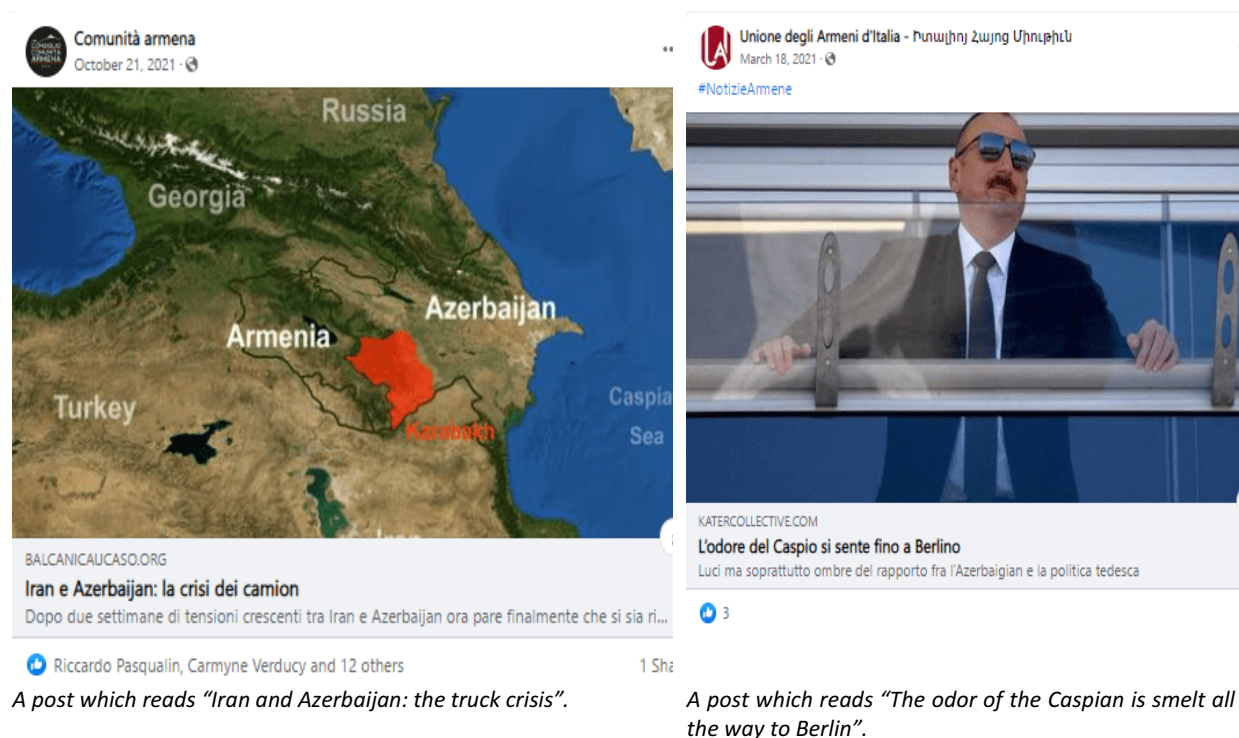 Comunità armena
October 21, 2021
CONSIGLIO
COMUNITÀ
ARMENA
Russia
Georgia
Azerbaijan
Armenia
Turkey
Karabakh
Caspia
Sea
Iran
BALCANICAUCASO.ORG
Iran e Azerbaijan: la crisi dei camion
Dopo due settimane di tensioni crescenti tra Iran e Azerbaijan ora pare finalmente che si sia ri...
Riccardo Pasqualin, Carmyne Verducy and 12 others
1 Sha
A post which reads “Iran and Azerbaijan: the truck crisis”.
Unione degli Armeni d'Italia - Իտալիոյ Հայոց Միութիւն
March 18, 2021
#NotizieArmene
KATERCOLLECTIVE.COM
L'odore del Caspio si sente fino a Berlino
Luci ma soprattutto ombre del rapporto fra l'Azerbaigian e la politica tedesca
3
A post which reads “The odor of the Caspian is smelt all
the way to Berlin”.